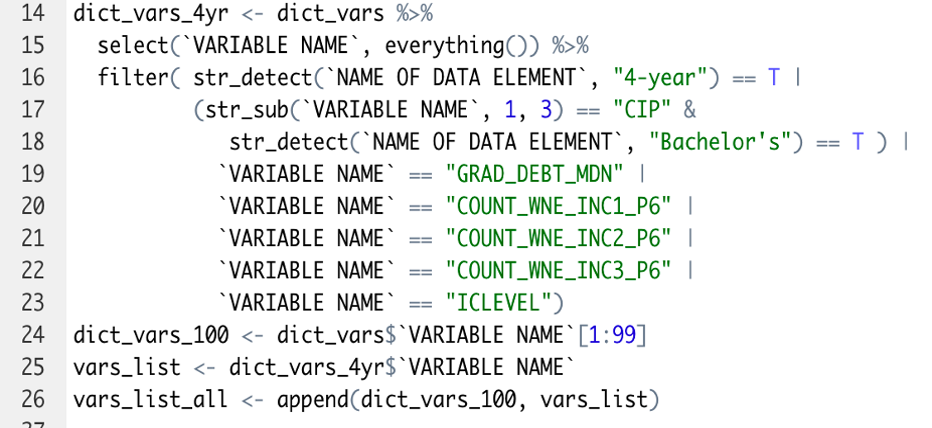 14 dict_vars_4yr <- dict_vars %>%
15   select(`VARIABLE NAME`, everything()) %>%
16   filter( str_detect(`NAME OF DATA ELEMENT`, "4-year") == T |
17           (str_sub(`VARIABLE NAME`, 1, 3) == "CIP" &
18              str_detect(`NAME OF DATA ELEMENT`, "Bachelor's") == T ) |
19             `VARIABLE NAME` == "GRAD_DEBT_MDN" |
20             `VARIABLE NAME` == "COUNT_WNE_INC1_P6" |
21             `VARIABLE NAME` == "COUNT_WNE_INC2_P6" |
22             `VARIABLE NAME` == "COUNT_WNE_INC3_P6" |
23             `VARIABLE NAME` == "ICLEVEL")
24 dict_vars_100 <- dict_vars$`VARIABLE NAME`[1:99]
25 vars_list <- dict_vars_4yr$`VARIABLE NAME`
26 vars_list_all <- append(dict_vars_100, vars_list)